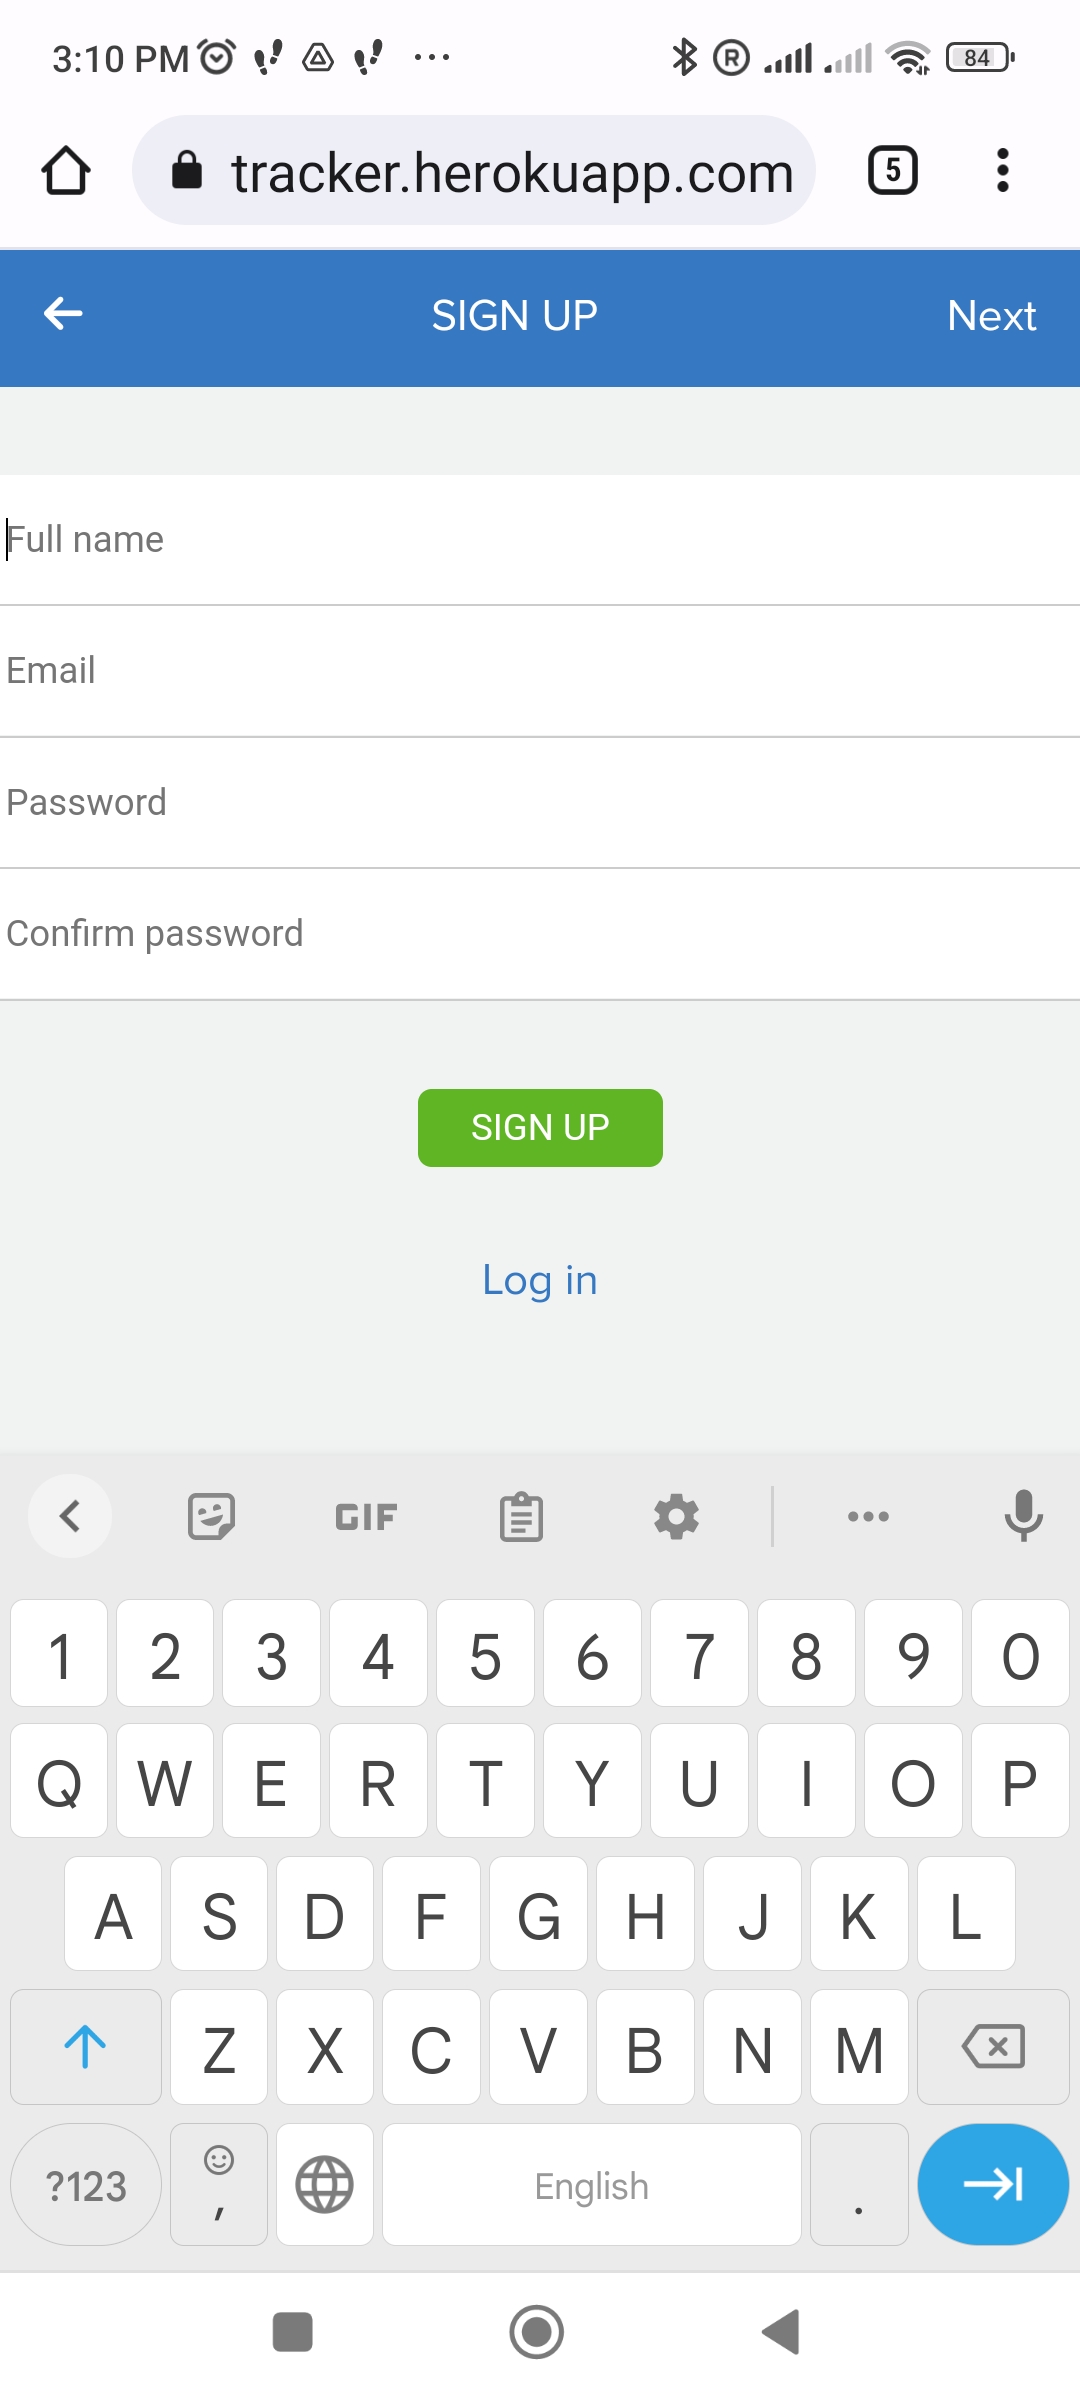 3:10 PM ... R 84
tracker.herokuapp.com 5
SIGN UP Next
Full name
Email
Password
Confirm password
SIGN UP
Log in
GIF
1 2 3 4 5 6 7 8 9 0
Q W E R T Y U I O P
A S D F G H J K L
Z X C V B N M
?123 , English .